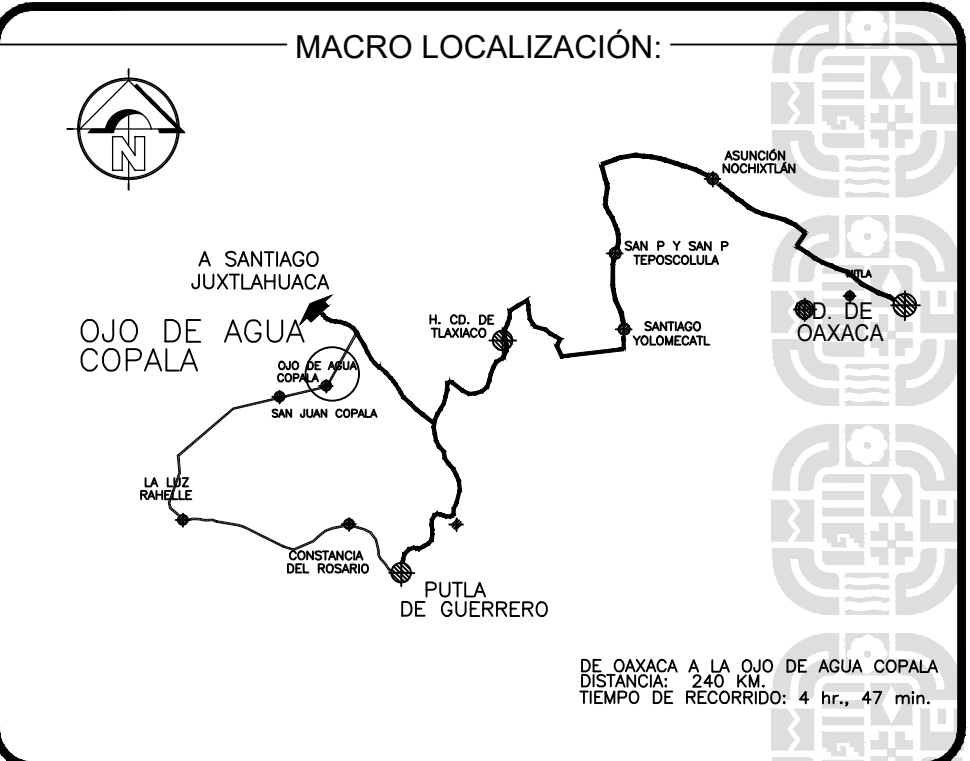 MACRO LOCALIZACIÓN:
N
ASUNCIÓN
NOCHIXTLÁN
SAN P Y SAN P
TEPOSCOLULA
A SANTIAGO
JUXTLAHUACA
OJO DE AGUA
COPALA
H. CD. DE
TLAXIACO
SANTIAGO
YOLOMECATL
D. DE
OAXACA
OJO DE AGUA
COPALA
SAN JUAN COPALA
LA LUZ
RAHELLE
CONSTANCIA
DEL ROSARIO
PUTLA
DE GUERRERO
DE OAXACA A LA OJO DE AGUA COPALA
DISTANCIA: 240 KM.
TIEMPO DE RECORRIDO: 4 hr., 47 min.